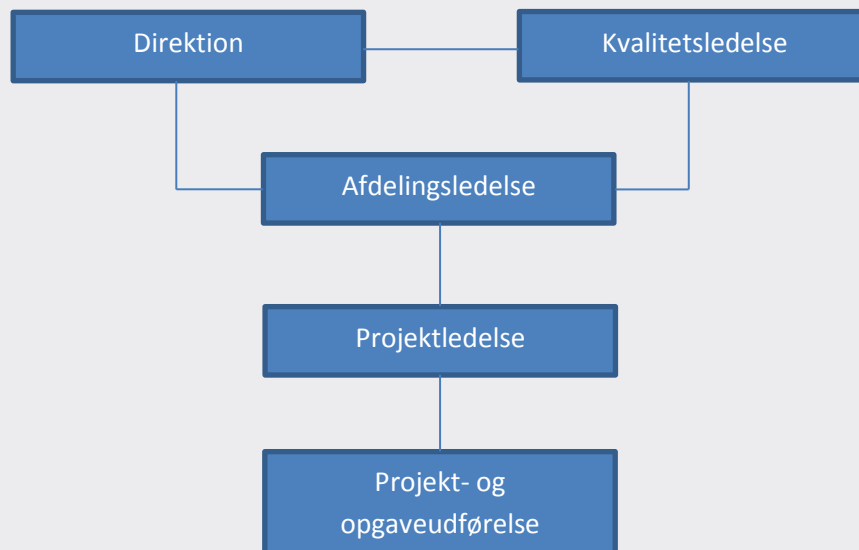 Direktion
Kvalitetsledelse
Afdelingsledelse
Projektledelse
Projekt- og
opgaveudførelse